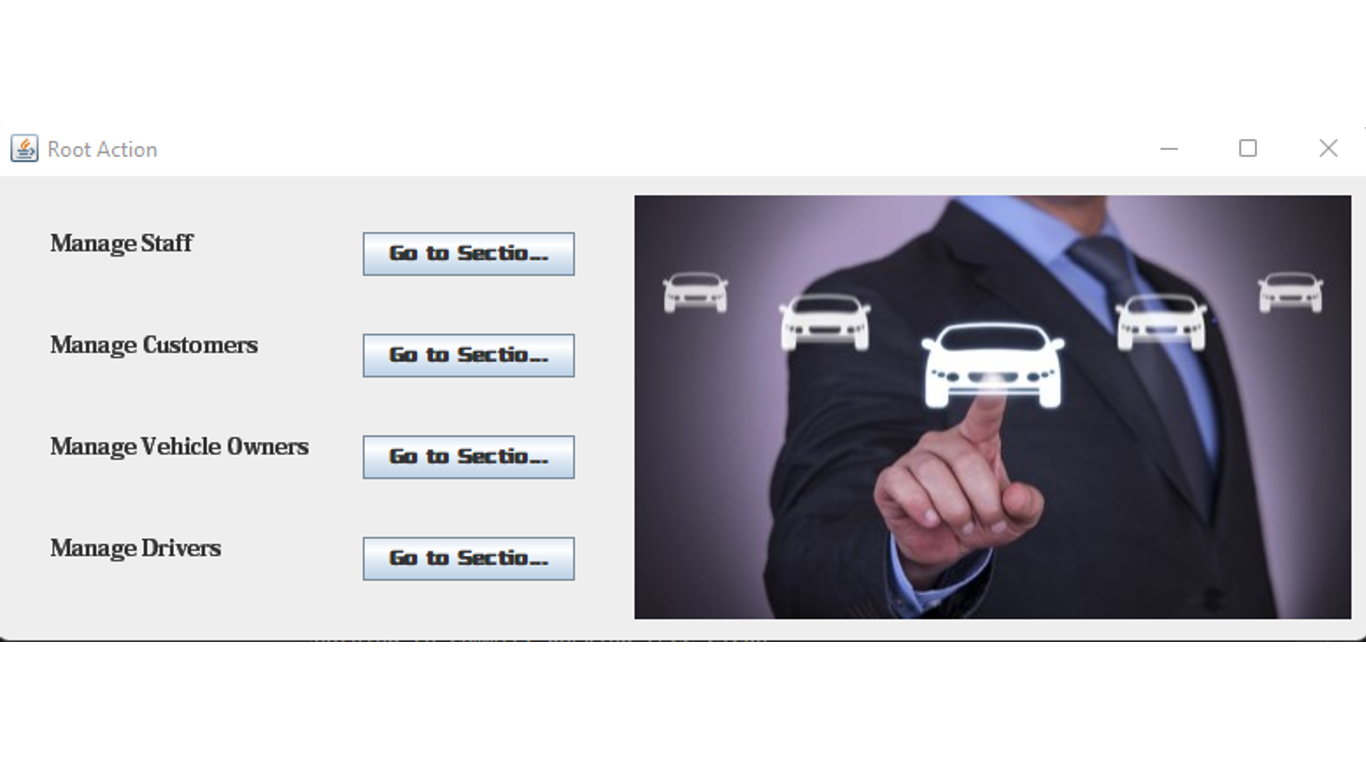 Root Action
Manage Staff
Go to Sectio...
Manage Customers
Go to Sectio...
Manage Vehicle Owners
Go to Sectio...
Manage Drivers
Go to Sectio...